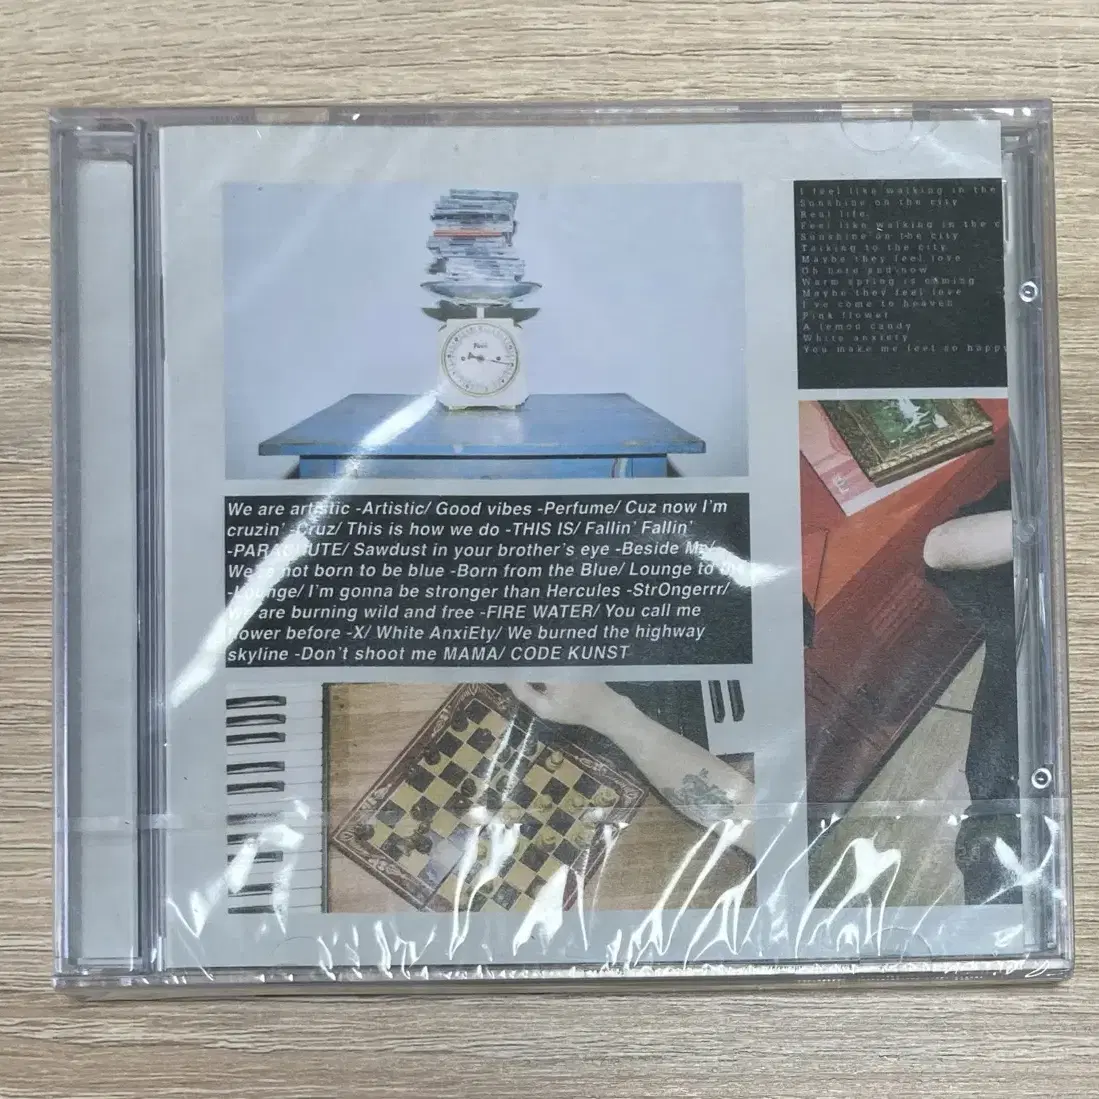 We are artistic -Artistic/ Good vibes -Perfume/ Cuz now I'm
cruzin' -Cruz/ This is how we do -THIS IS/ Fallin' Fallin'
-PARACHUTE/ Sawdust in your brother's eye -Beside Me/
We're not born to be blue -Born from the Blue/ Lounge to the
-Lounge/ I'm gonna be stronger than Hercules -StrOngerrr/
We are burning wild and free -FIRE WATER/ You call me
flower before -X/ White AnxiEty/ We burned the highway
skyline -Don't shoot me MAMA/ CODE KUNST
I feel like walking in the
Sunshine on the city
Real life
Feel like walking in the c
Sunshine on the city
Talking to the city
Maybe they feel love
Oh here and now
Warm spring is coming
Maybe they feel love
I've come to heaven
Pink flower
A lemon candy
White anxiety
You make me feel so happy